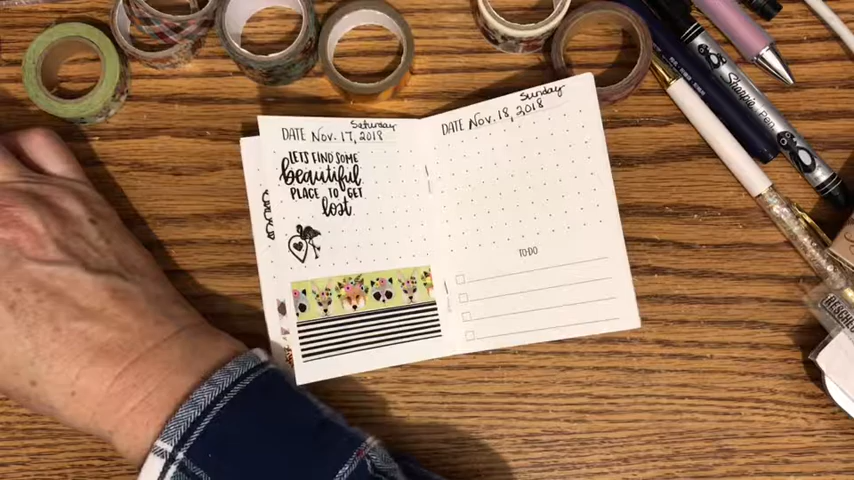 Saturday
DATE Nov. 17, 2018
LETS FIND SOME
beautiful
PLACE TO GET
lost
Sunday
DATE Nov. 18, 2018
TO-DO
Sharpie PEN